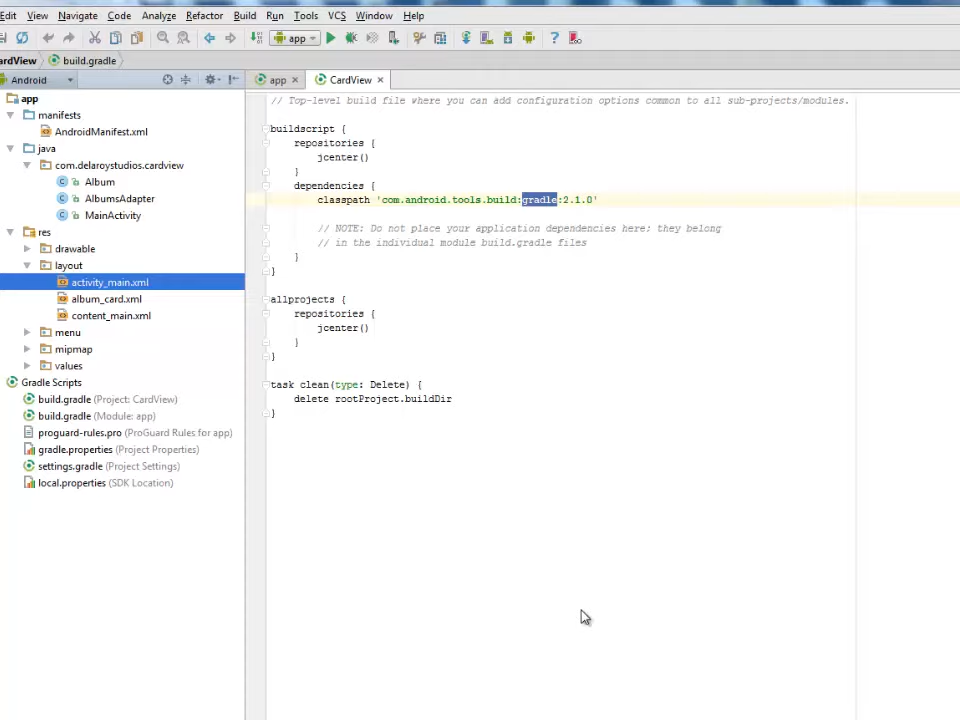 Edit View Navigate Code Analyze Refactor Build Run Tools VCS Window Help
app
ardView build.gradle
Android
app CardView
app
manifests
AndroidManifest.xml
java
com.delaroystudios.cardview
Album
AlbumsAdapter
MainActivity
res
drawable
layout
activity_main.xml
album_card.xml
content_main.xml
menu
mipmap
values
Gradle Scripts
build.gradle (Project: CardView)
build.gradle (Module: app)
proguard-rules.pro (ProGuard Rules for app)
gradle.properties (Project Properties)
settings.gradle (Project Settings)
local.properties (SDK Location)
// Top-level build file where you can add configuration options common to all sub-projects/modules.
buildscript {
repositories {
jcenter()
}
dependencies {
classpath 'com.android.tools.build:gradle:2.1.0'
// NOTE: Do not place your application dependencies here; they belong
// in the individual module build.gradle files
}
}
allprojects {
repositories {
jcenter()
}
}
task clean(type: Delete) {
delete rootProject.buildDir
}